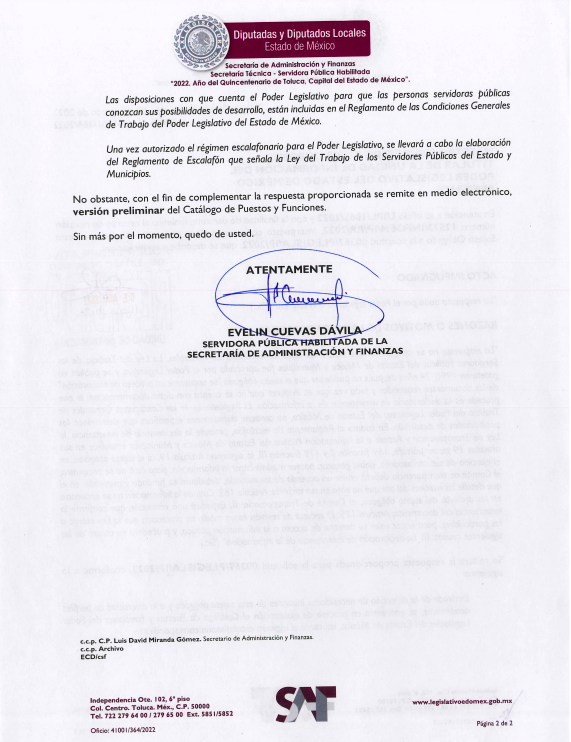 Diputadas y Diputados Locales
Estado de México
Secretaría de Administración y Finanzas
Secretaría Técnica - Servidora Pública Habilitada
"2022. Año del Quincentenario de Toluca, Capital del Estado de México".
Las disposiciones con que cuenta el Poder Legislativo para que las personas servidoras públicas
conozcan sus posibilidades de desarrollo, están incluidas en el Reglamento de las Condiciones Generales
de Trabajo del Poder Legislativo del Estado de México.
Una vez autorizado el régimen escalafonario para el Poder Legislativo, se llevará a cabo la elaboración
del Reglamento de Escalafón que señala la Ley del Trabajo de los Servidores Públicos del Estado y
Municipios.
No obstante, con el fin de complementar la respuesta proporcionada se remite en medio electrónico,
versión preliminar del Catálogo de Puestos y Funciones.
Sin más por el momento, quedo de usted.
ATENTAMENTE
EVELIN CUEVAS DÁVILA
SERVIDORA PÚBLICA HABILITADA DE LA
SECRETARÍA DE ADMINISTRACIÓN Y FINANZAS
c.c.p. C.P. Luis David Miranda Gómez. Secretario de Administración y Finanzas.
c.c.p. Archivo
ECD/csf
Independencia Ote. 102, 6º piso
Col. Centro. Toluca. Méx., C.P. 50000
Tel. 722 279 64 00 / 279 65 00 Ext. 5851/5852
Oficio: 41001/364/2022
SAF
www.legislativoedomex.gob.mx
Página 2 de 2